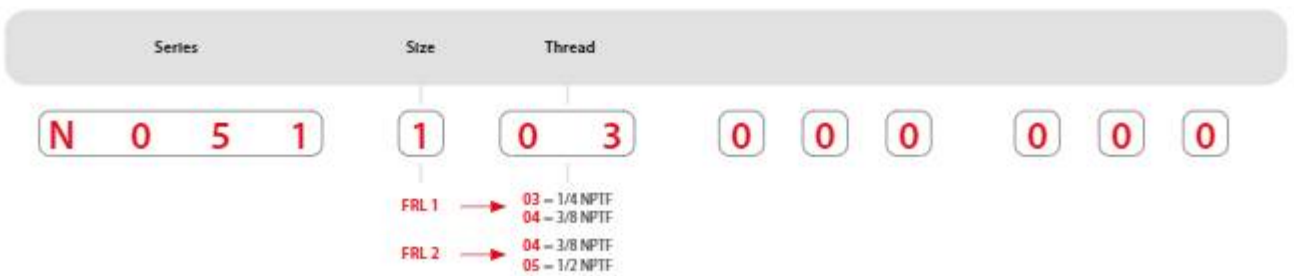 Series Size Thread
N 0 5 1 1 0 3 0 0 0 0 0 0
FRL 1 03 = 1/4 NPTF
04 = 3/8 NPTF
FRL 2 04 = 3/8 NPTF
05 = 1/2 NPTF